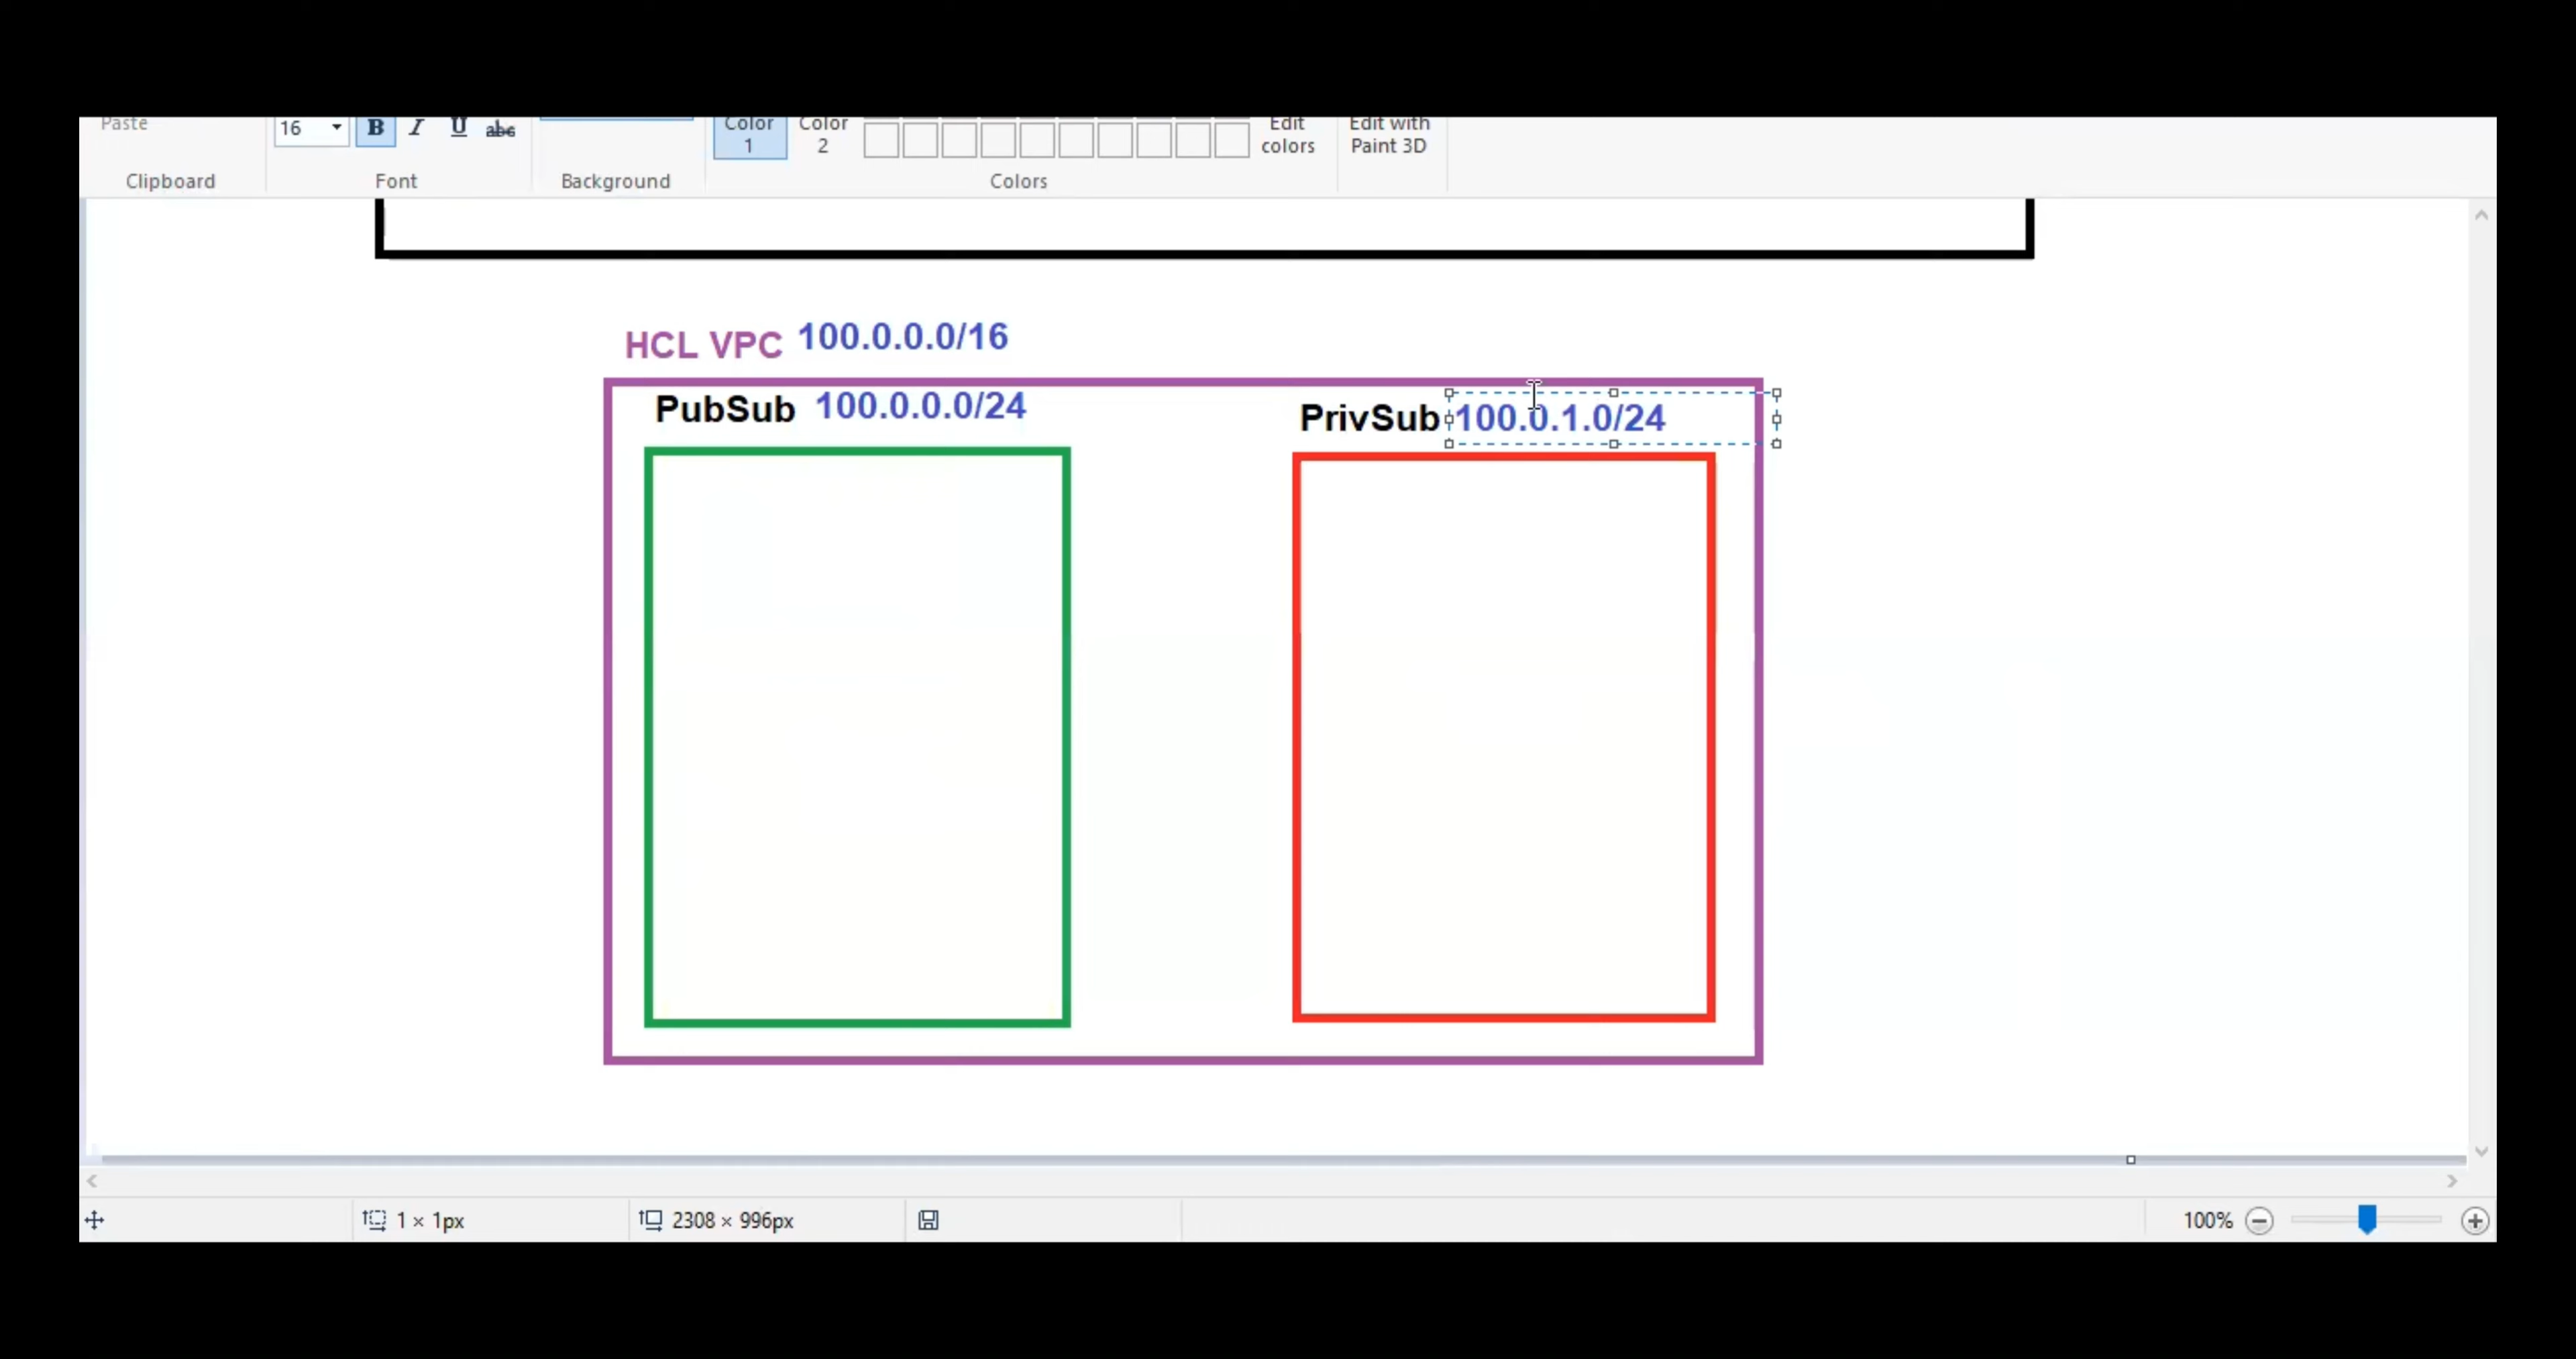 Paste
16 B I U abc
Color 1
Color 2
Edit colors
Edit with Paint 3D
Clipboard
Font
Background
Colors
HCL VPC 100.0.0.0/16
PubSub 100.0.0.0/24
PrivSub 100.0.1.0/24
1 × 1px
2308 × 996px
100%